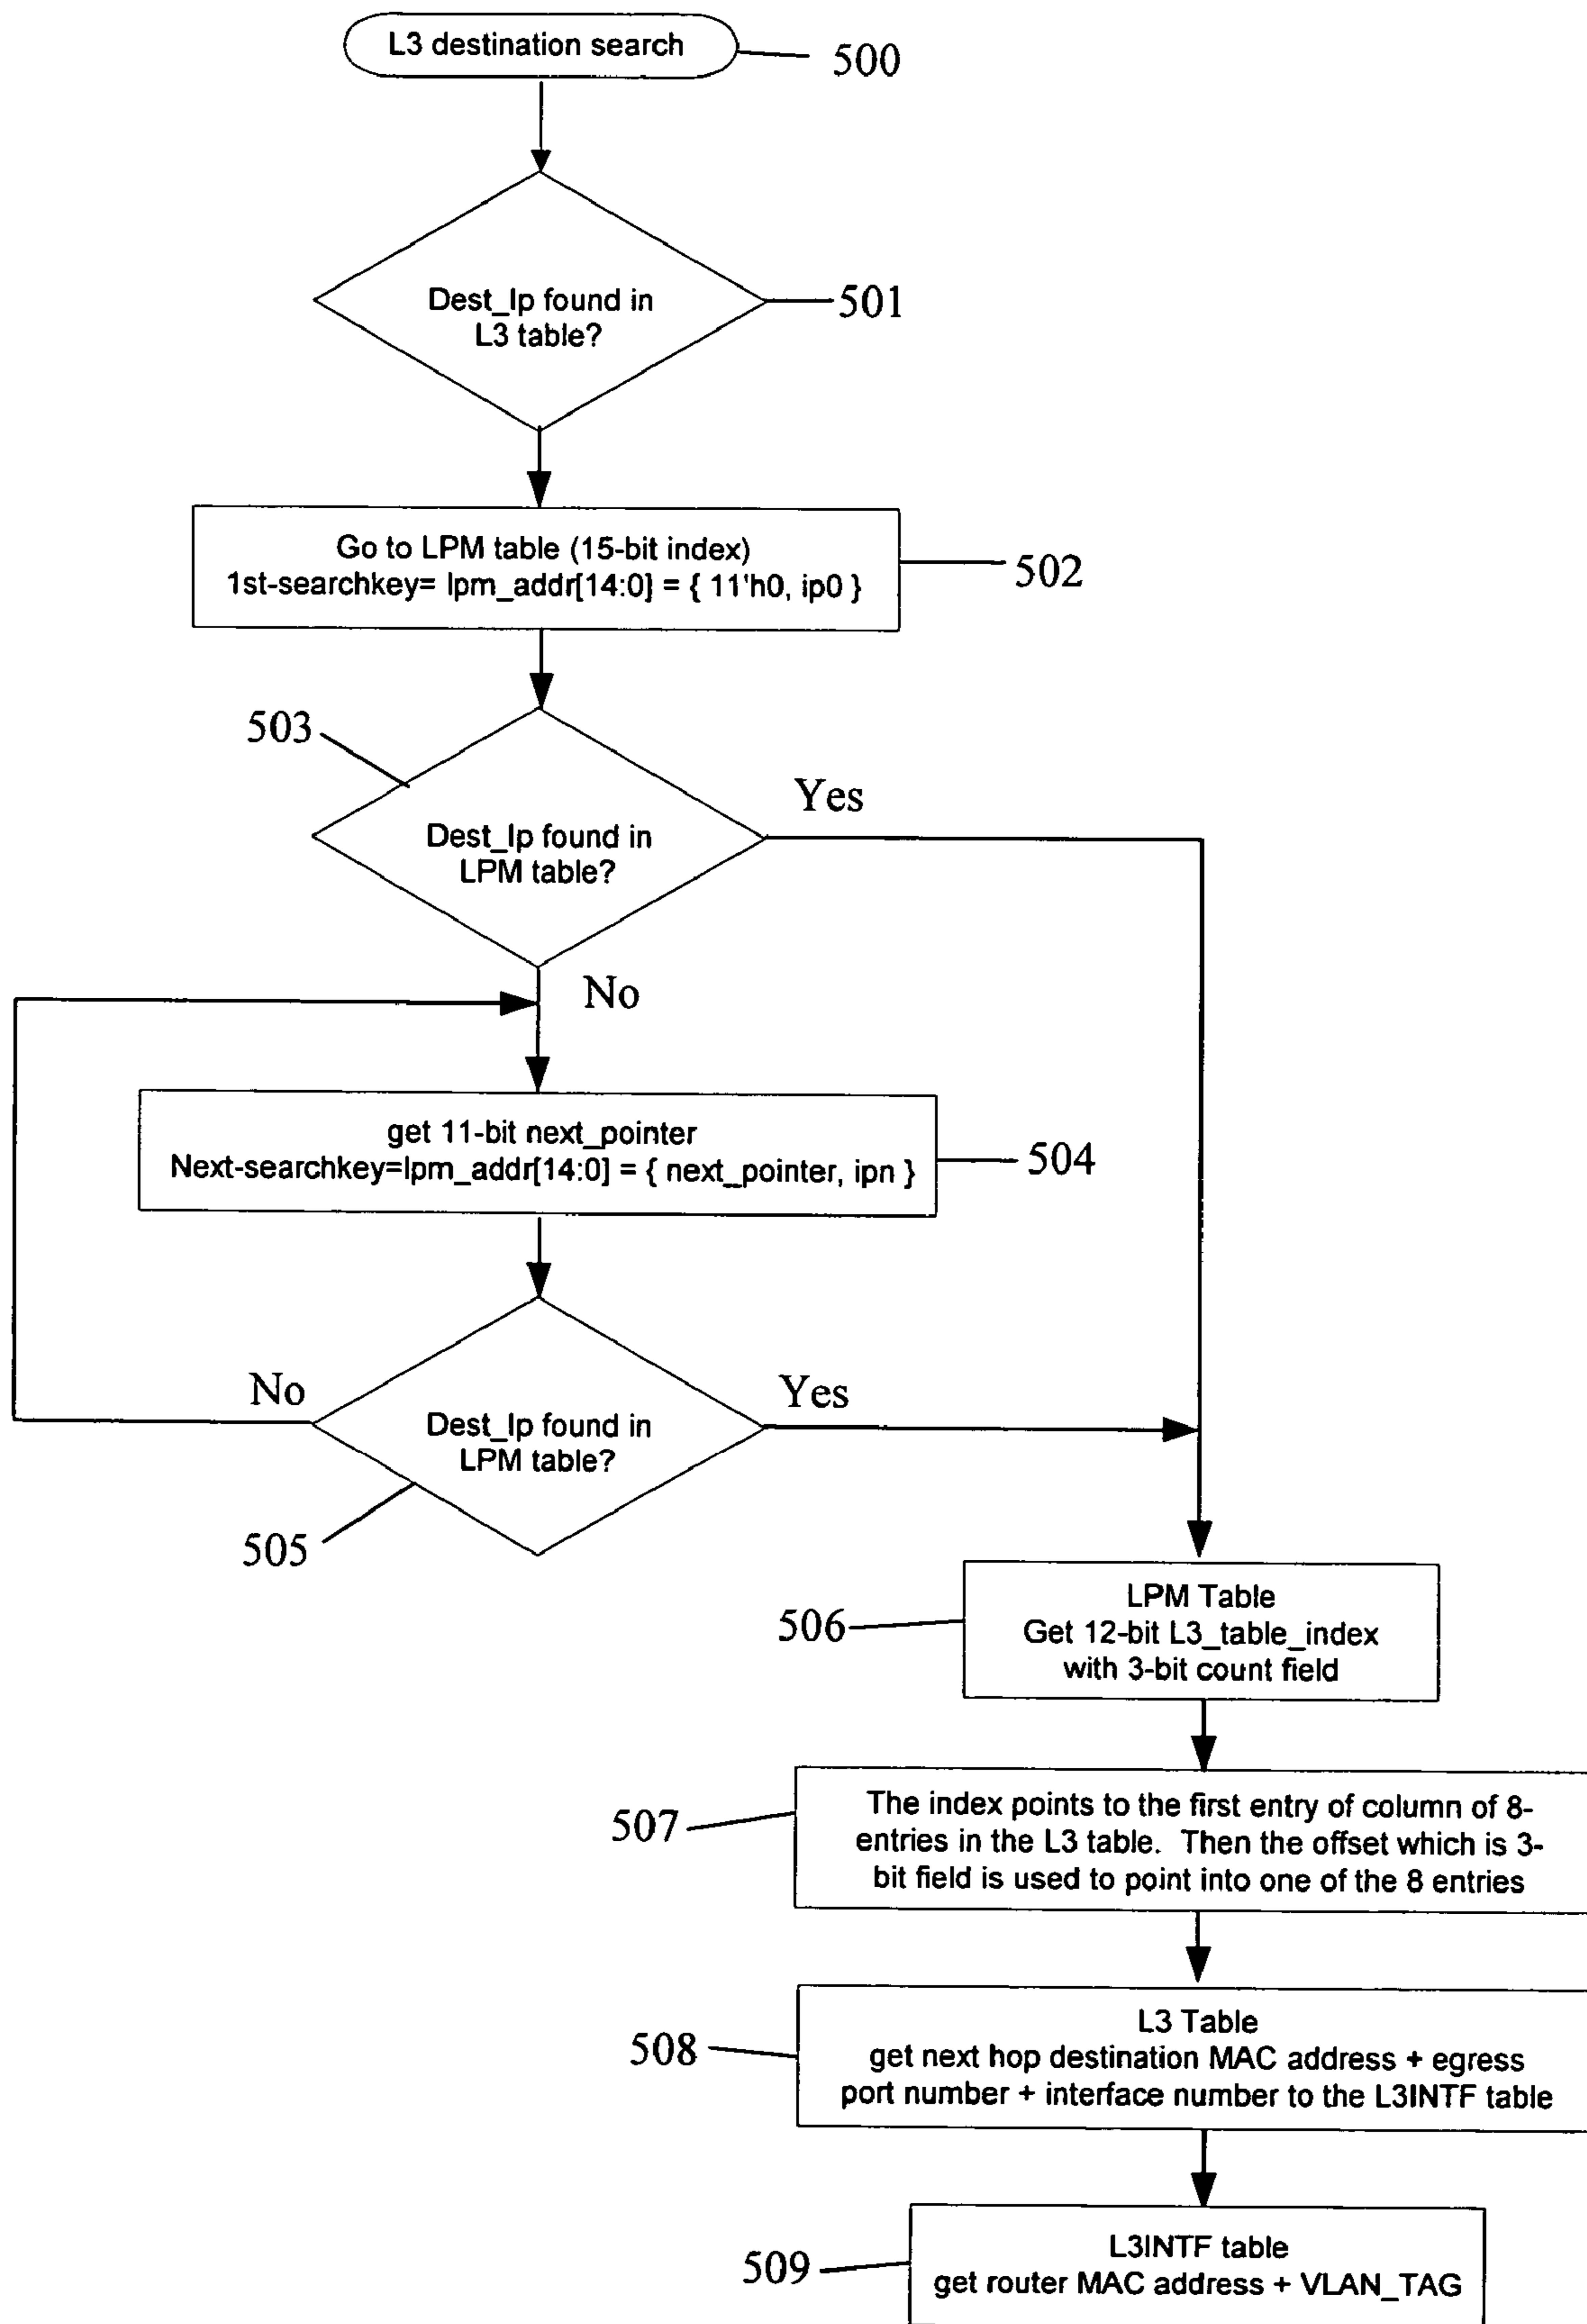 L3 destination search
500
Dest_Ip found in
L3 table?
501
Go to LPM table (15-bit index)
1st-searchkey= lpm_addr[14:0] = { 11'h0, ip0 }
502
503
Yes
Dest_Ip found in
LPM table?
No
get 11-bit next_pointer
Next-searchkey=lpm_addr[14:0] = { next_pointer, ipn }
504
No
Yes
Dest_Ip found in
LPM table?
505
LPM Table
Get 12-bit L3_table_index
with 3-bit count field
506
The index points to the first entry of column of 8-
entries in the L3 table. Then the offset which is 3-
bit field is used to point into one of the 8 entries
507
L3 Table
get next hop destination MAC address + egress
port number + interface number to the L3INTF table
508
L3INTF table
get router MAC address + VLAN_TAG
509